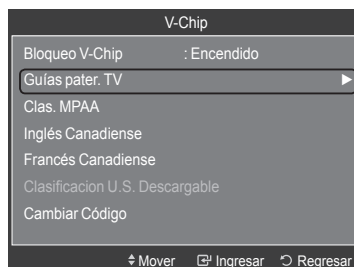 V-Chip
Bloqueo V-Chip : Encendido
Guías pater. TV
Clas. MPAA
Inglés Canadiense
Francés Canadiense
Clasificacion U.S. Descargable
Cambiar Código
Mover Ingresar Regresar